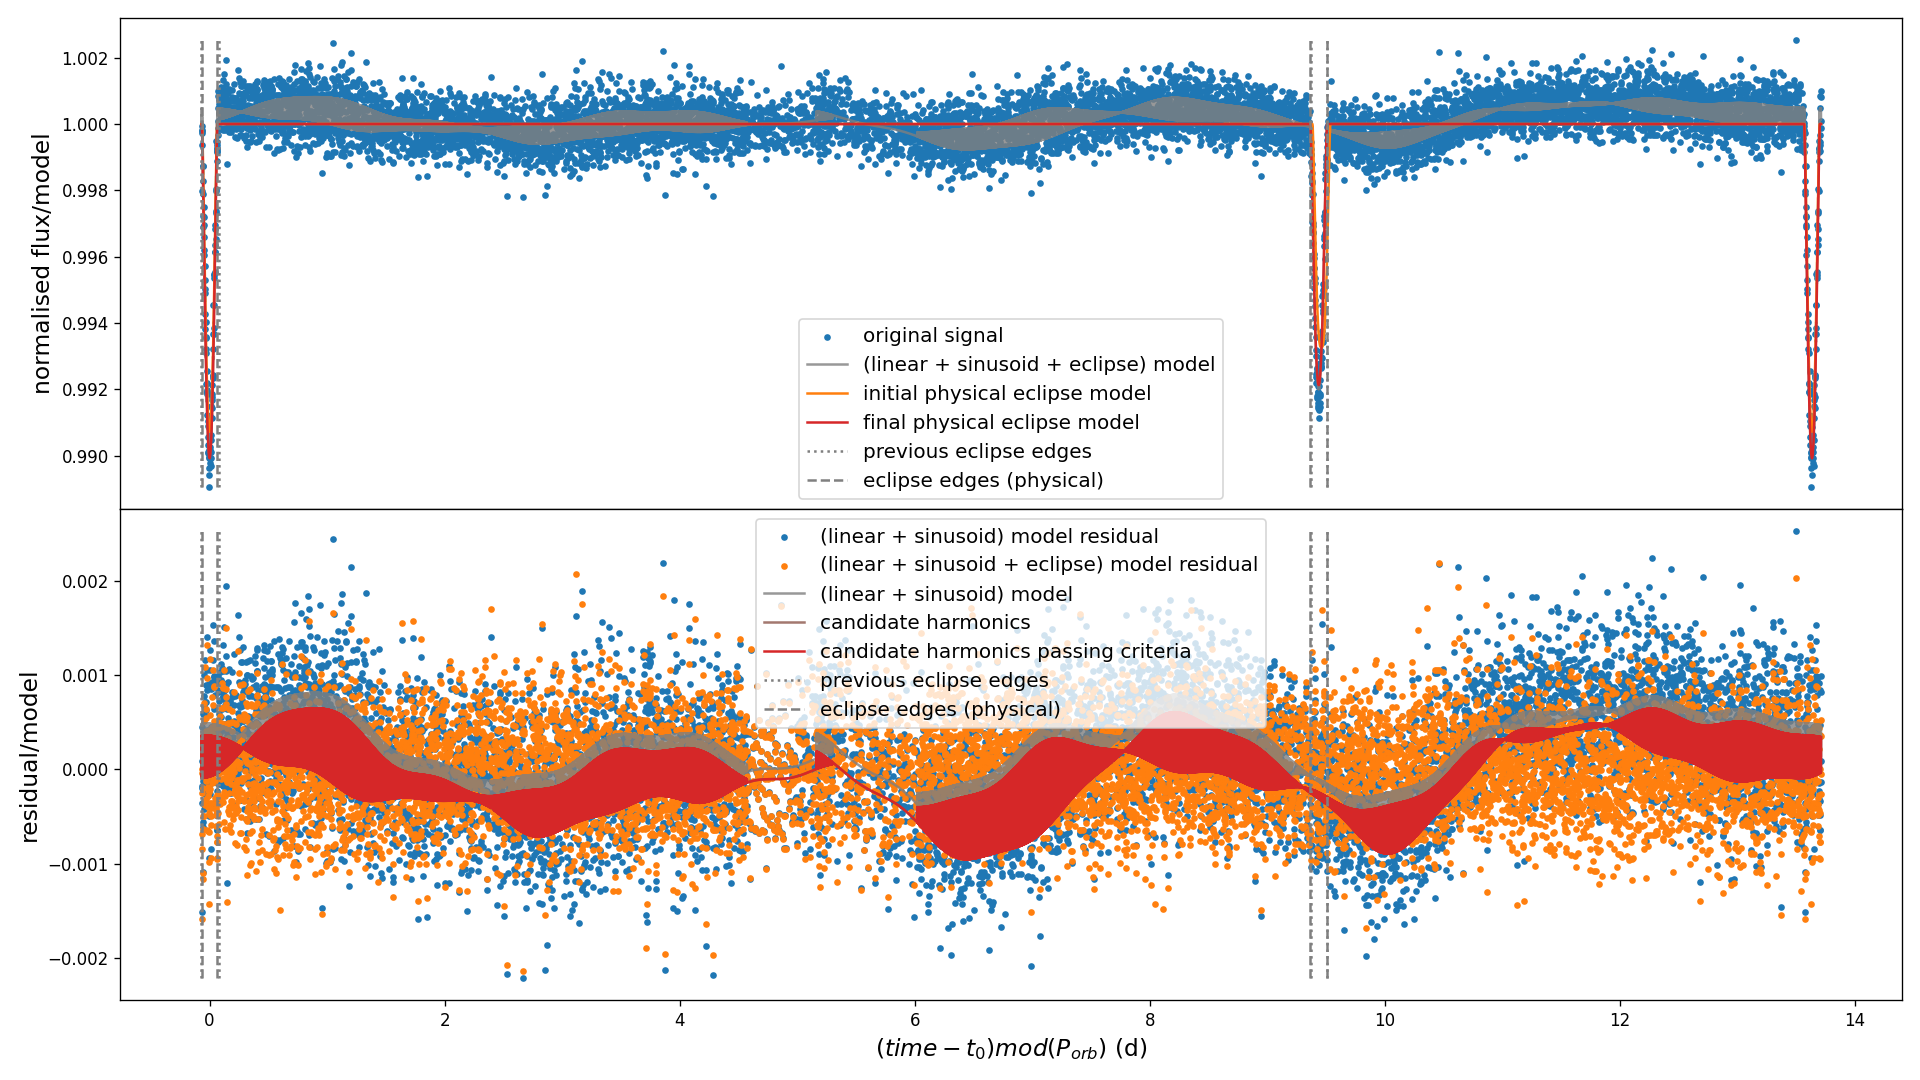 normalised flux/model
1.002
1.000
0.998
0.996
0.994
0.992
0.990
original signal
(linear + sinusoid + eclipse) model
initial physical eclipse model
final physical eclipse model
previous eclipse edges
eclipse edges (physical)
residual/model
0.002
0.001
0.000
−0.001
−0.002
(linear + sinusoid) model residual
(linear + sinusoid + eclipse) model residual
(linear + sinusoid) model
candidate harmonics
candidate harmonics passing criteria
previous eclipse edges
eclipse edges (physical)
0 2 4 6 8 10 12 14
(time − t₀)mod(P_orb) (d)